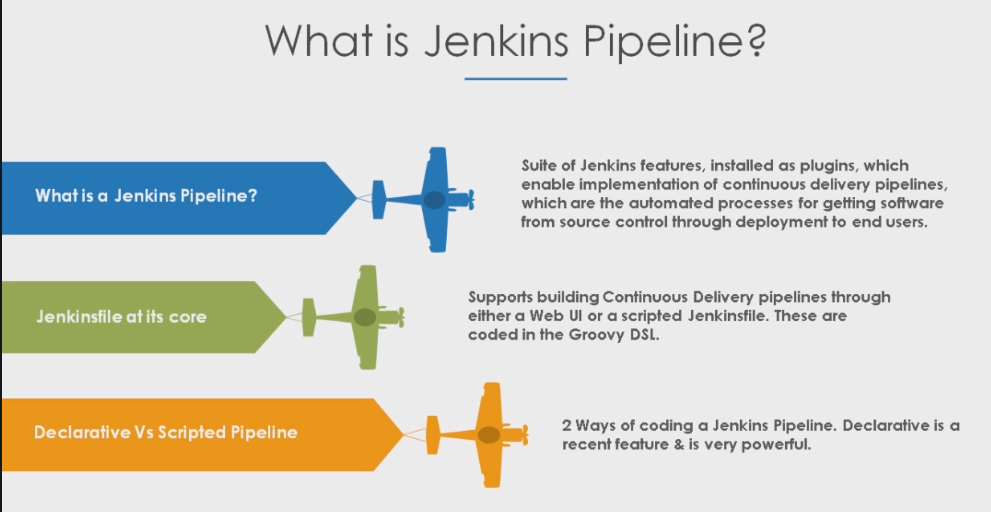 What is Jenkins Pipeline?
What is a Jenkins Pipeline?
Suite of Jenkins features, installed as plugins, which
enable implementation of continuous delivery pipelines,
which are the automated processes for getting software
from source control through deployment to end users.
Jenkinsfile at its core
Supports building Continuous Delivery pipelines through
either a Web UI or a scripted Jenkinsfile. These are
coded in the Groovy DSL.
Declarative Vs Scripted Pipeline
2 Ways of coding a Jenkins Pipeline. Declarative is a
recent feature & is very powerful.